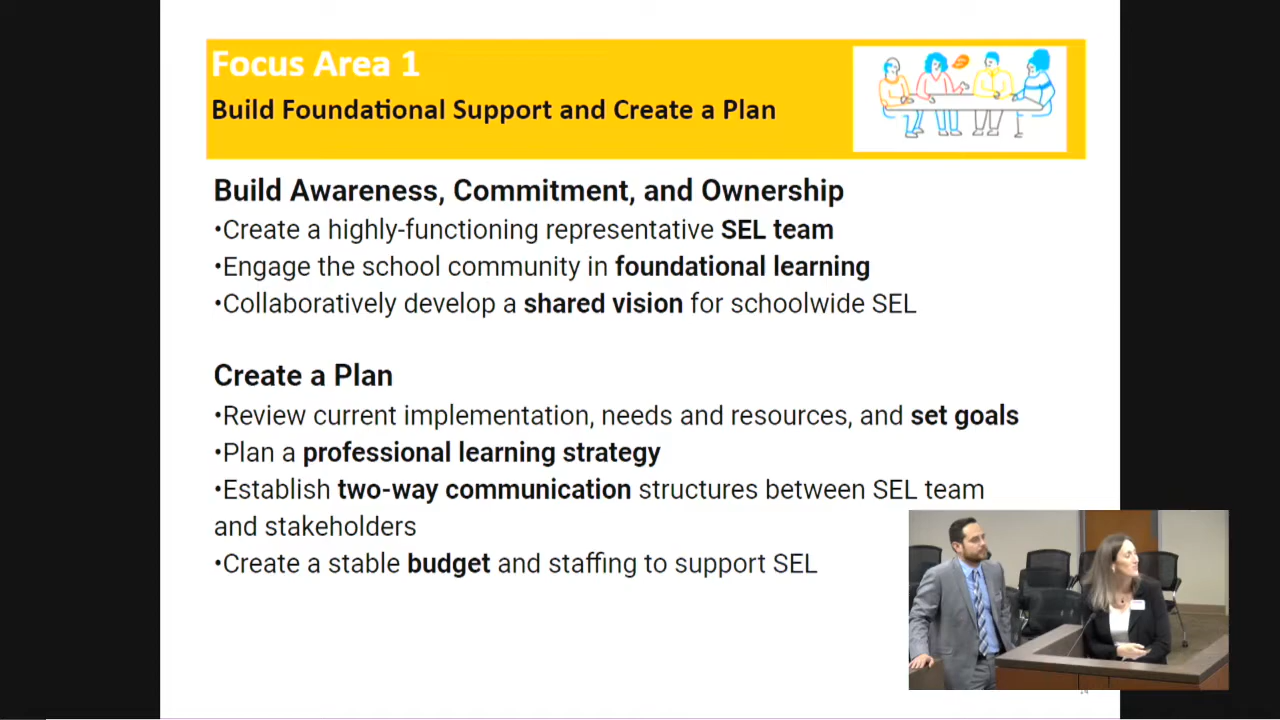 Focus Area 1
Build Foundational Support and Create a Plan
Build Awareness, Commitment, and Ownership
•Create a highly-functioning representative SEL team
•Engage the school community in foundational learning
•Collaboratively develop a shared vision for schoolwide SEL
Create a Plan
•Review current implementation, needs and resources, and set goals
•Plan a professional learning strategy
•Establish two-way communication structures between SEL team
and stakeholders
•Create a stable budget and staffing to support SEL